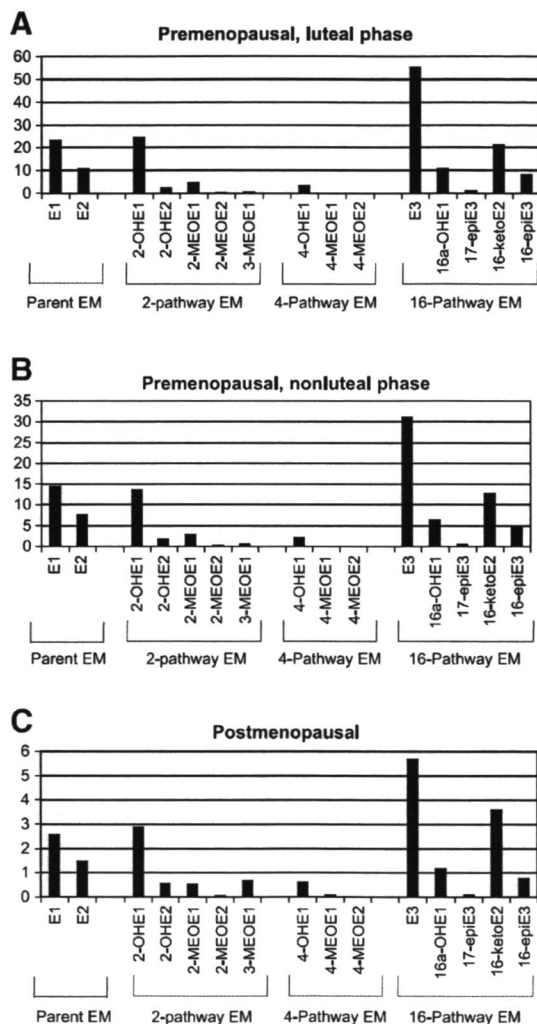 A
Premenopausal, luteal phase
60
50
40
30
20
10
0
E1
E2
2-OHE1
2-OHE2
2-MEOE1
2-MEOE2
3-MEOE1
4-OHE1
4-MEOE1
4-MEOE2
E3
16a-OHE1
17-epiE3
16-ketoE2
16-epiE3
Parent EM 2-pathway EM 4-Pathway EM 16-Pathway EM
B
Premenopausal, nonluteal phase
35
30
25
20
15
10
5
0
E1
E2
2-OHE1
2-OHE2
2-MEOE1
2-MEOE2
3-MEOE1
4-OHE1
4-MEOE1
4-MEOE2
E3
16a-OHE1
17-epiE3
16-ketoE2
16-epiE3
Parent EM 2-pathway EM 4-Pathway EM 16-Pathway EM
C
Postmenopausal
6
5
4
3
2
1
0
E1
E2
2-OHE1
2-OHE2
2-MEOE1
2-MEOE2
3-MEOE1
4-OHE1
4-MEOE1
4-MEOE2
E3
16a-OHE1
17-epiE3
16-ketoE2
16-epiE3
Parent EM 2-pathway EM 4-Pathway EM 16-Pathway EM